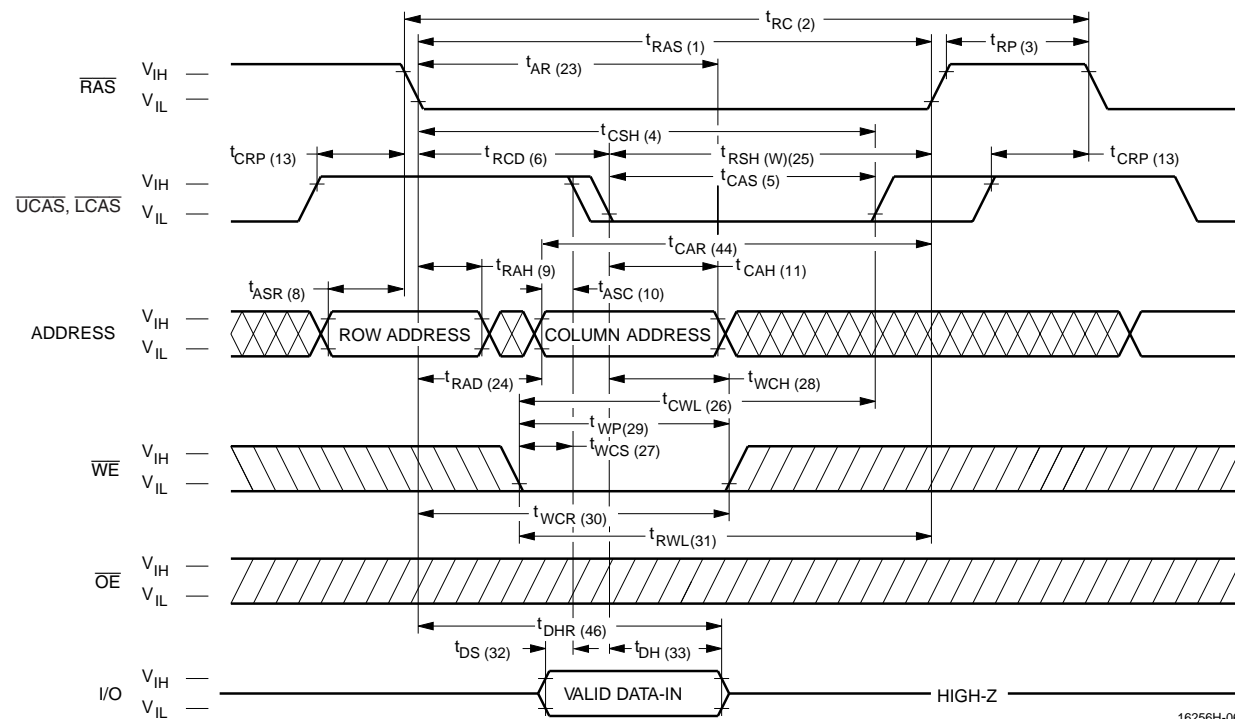 tRC (2)
tRAS (1)
tRP (3)
tAR (23)
RAS
VIH
VIL
tCSH (4)
tCRP (13)
tRCD (6)
tRSH (W)(25)
tCRP (13)
tCAS (5)
UCAS, LCAS
VIH
VIL
tCAR (44)
tRAH (9)
tCAH (11)
tASR (8)
tASC (10)
ADDRESS
VIH
VIL
ROW ADDRESS
COLUMN ADDRESS
tRAD (24)
tWCH (28)
tCWL (26)
tWP(29)
tWCS (27)
WE
VIH
VIL
tWCR (30)
tRWL(31)
OE
VIH
VIL
tDHR (46)
tDS (32)
tDH (33)
I/O
VIH
VIL
VALID DATA-IN
HIGH-Z